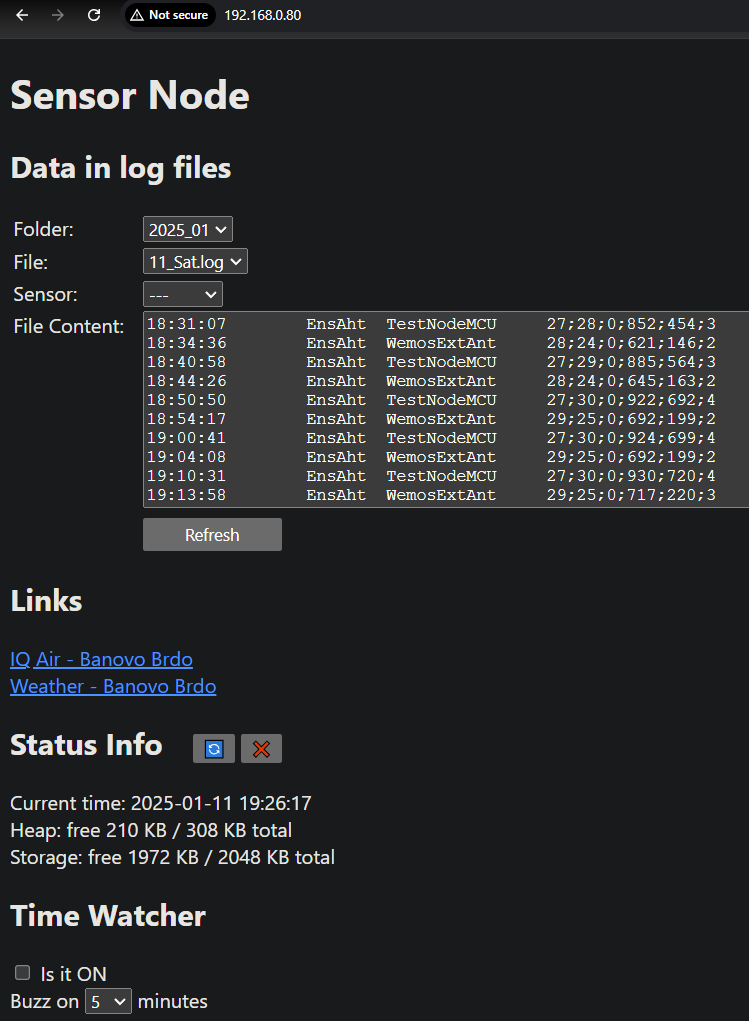 Not secure 192.168.0.80
Sensor Node
Data in log files
Folder: 2025_01
File: 11_Sat.log
Sensor: ---
File Content:
18:31:07 EnsAht TestNodeMCU 27;28;0;852;454;3
18:34:36 EnsAht WemosExtAnt 28;24;0;621;146;2
18:40:58 EnsAht TestNodeMCU 27;29;0;885;564;3
18:44:26 EnsAht WemosExtAnt 28;24;0;645;163;2
18:50:50 EnsAht TestNodeMCU 27;30;0;922;692;4
18:54:17 EnsAht WemosExtAnt 29;25;0;692;199;2
19:00:41 EnsAht TestNodeMCU 27;30;0;924;699;4
19:04:08 EnsAht WemosExtAnt 29;25;0;692;199;2
19:10:31 EnsAht TestNodeMCU 27;30;0;930;720;4
19:13:58 EnsAht WemosExtAnt 29;25;0;717;220;3
Refresh
Links
IQ Air - Banovo Brdo
Weather - Banovo Brdo
Status Info
Current time: 2025-01-11 19:26:17
Heap: free 210 KB / 308 KB total
Storage: free 1972 KB / 2048 KB total
Time Watcher
Is it ON
Buzz on 5 minutes